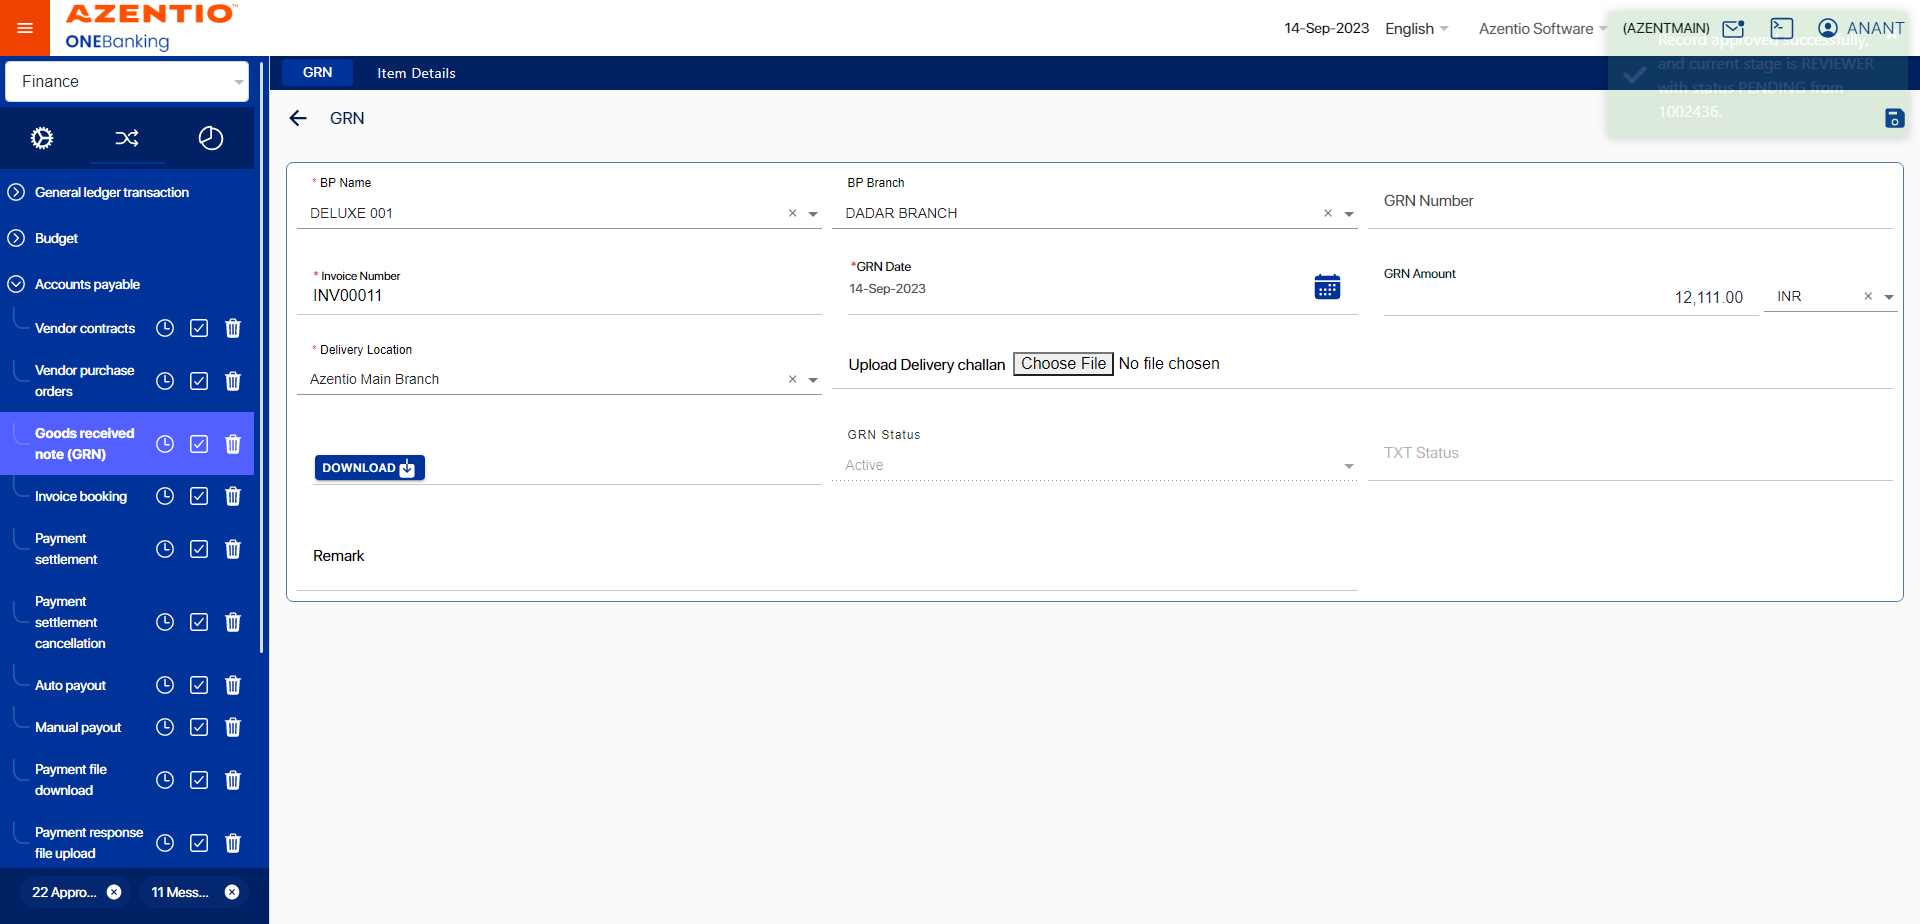 AZENTIO™
ONEBanking
14-Sep-2023
English
Azentio Software
(AZENTMAIN)
ANANT
Record approved successfully,
and current stage is REVIEWER
with status PENDING from
1002436.
Finance
GRN
Item Details
GRN
General ledger transaction
Budget
Accounts payable
Vendor contracts
Vendor purchase
orders
Goods received
note (GRN)
Invoice booking
Payment
settlement
Payment
settlement
cancellation
Auto payout
Manual payout
Payment file
download
Payment response
file upload
22 Appro...
11 Mess...
* BP Name
DELUXE 001
BP Branch
DADAR BRANCH
GRN Number
* Invoice Number
INV00011
*GRN Date
14-Sep-2023
GRN Amount
12,111.00
INR
* Delivery Location
Azentio Main Branch
Upload Delivery challan
Choose File
No file chosen
DOWNLOAD
GRN Status
Active
TXT Status
Remark